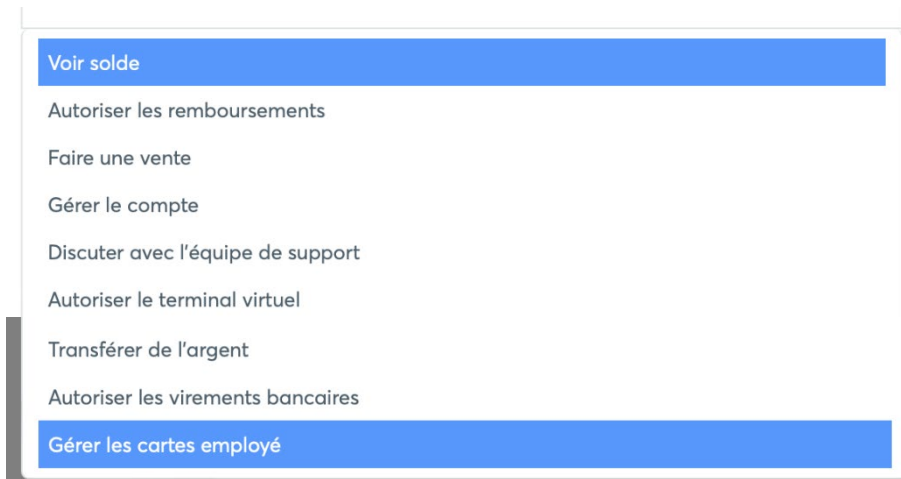 Voir solde
Autoriser les remboursements
Faire une vente
Gérer le compte
Discuter avec l'équipe de support
Autoriser le terminal virtuel
Transférer de l'argent
Autoriser les virements bancaires
Gérer les cartes employé